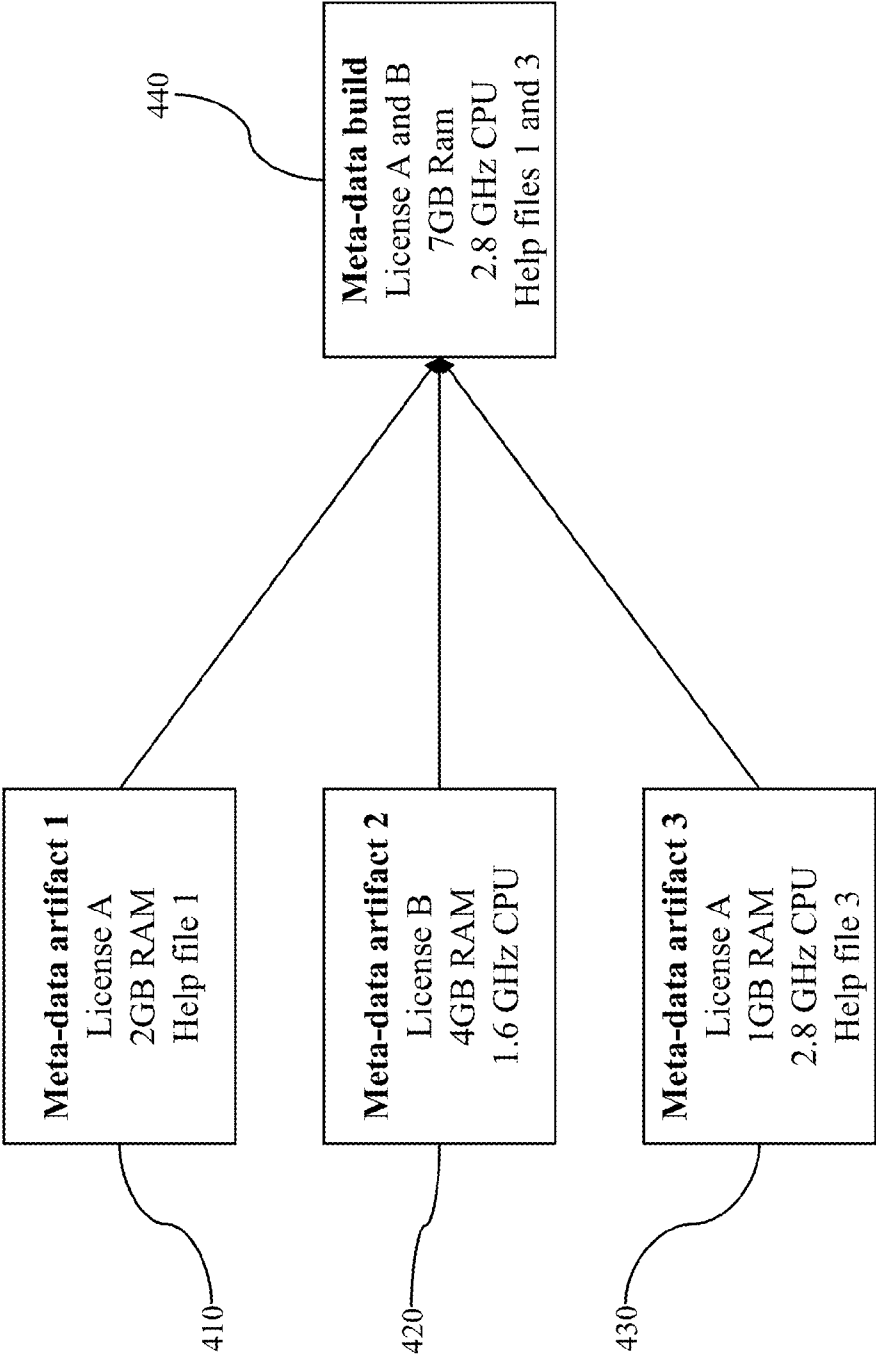 410
Meta-data artifact 1
License A
2GB RAM
Help file 1
420
Meta-data artifact 2
License B
4GB RAM
1.6 GHz CPU
430
Meta-data artifact 3
License A
1GB RAM
2.8 GHz CPU
Help file 3
440
Meta-data build
License A and B
7GB Ram
2.8 GHz CPU
Help files 1 and 3